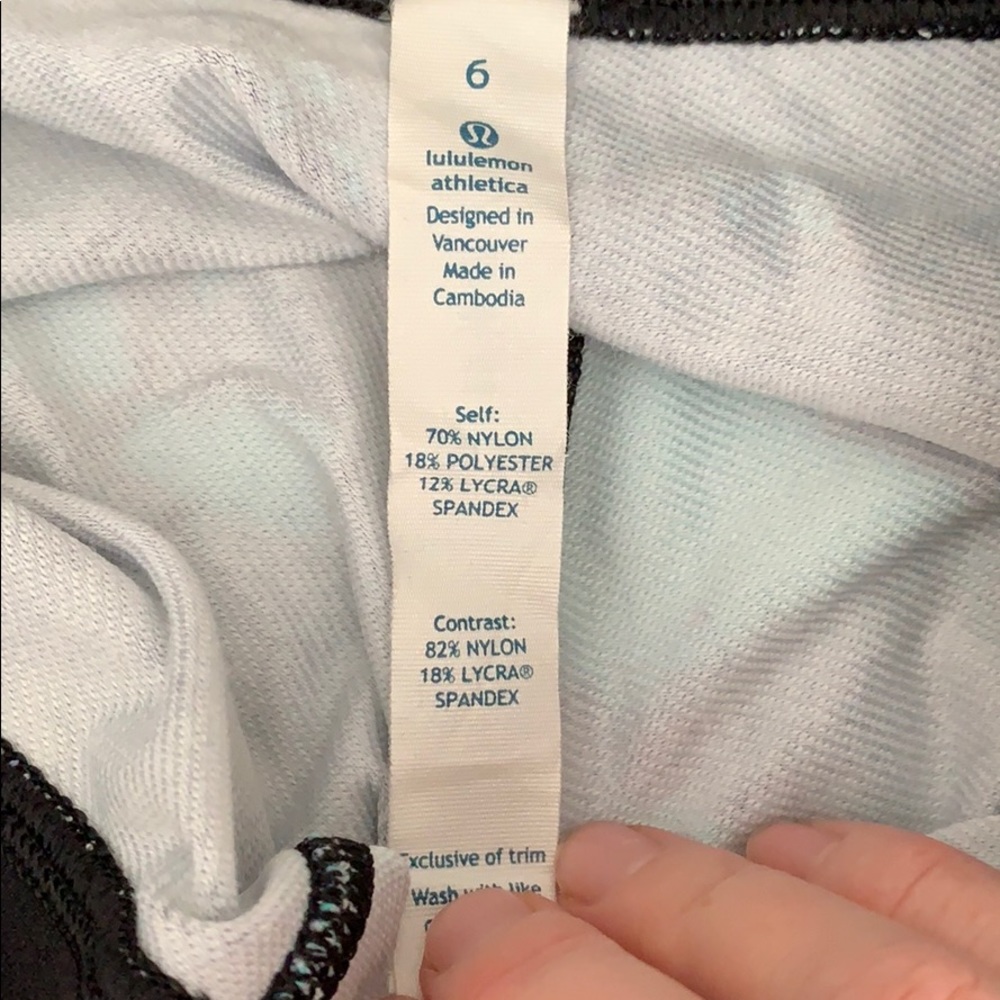 6
lululemon
athletica
Designed in
Vancouver
Made in
Cambodia
Self:
70% NYLON
18% POLYESTER
12% LYCRA®
SPANDEX
Contrast:
82% NYLON
18% LYCRA®
SPANDEX
xclusive of trim
Wash with like